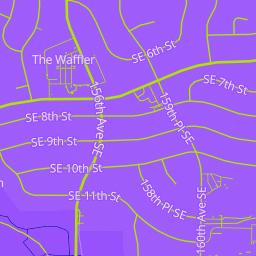 SE 6th St
The Waffler
SE 7th St
156th Ave SE
159th Pl SE
SE 8th St
SE 9th St
SE 10th St
SE 11th St
158th Pl SE
160th Ave SE